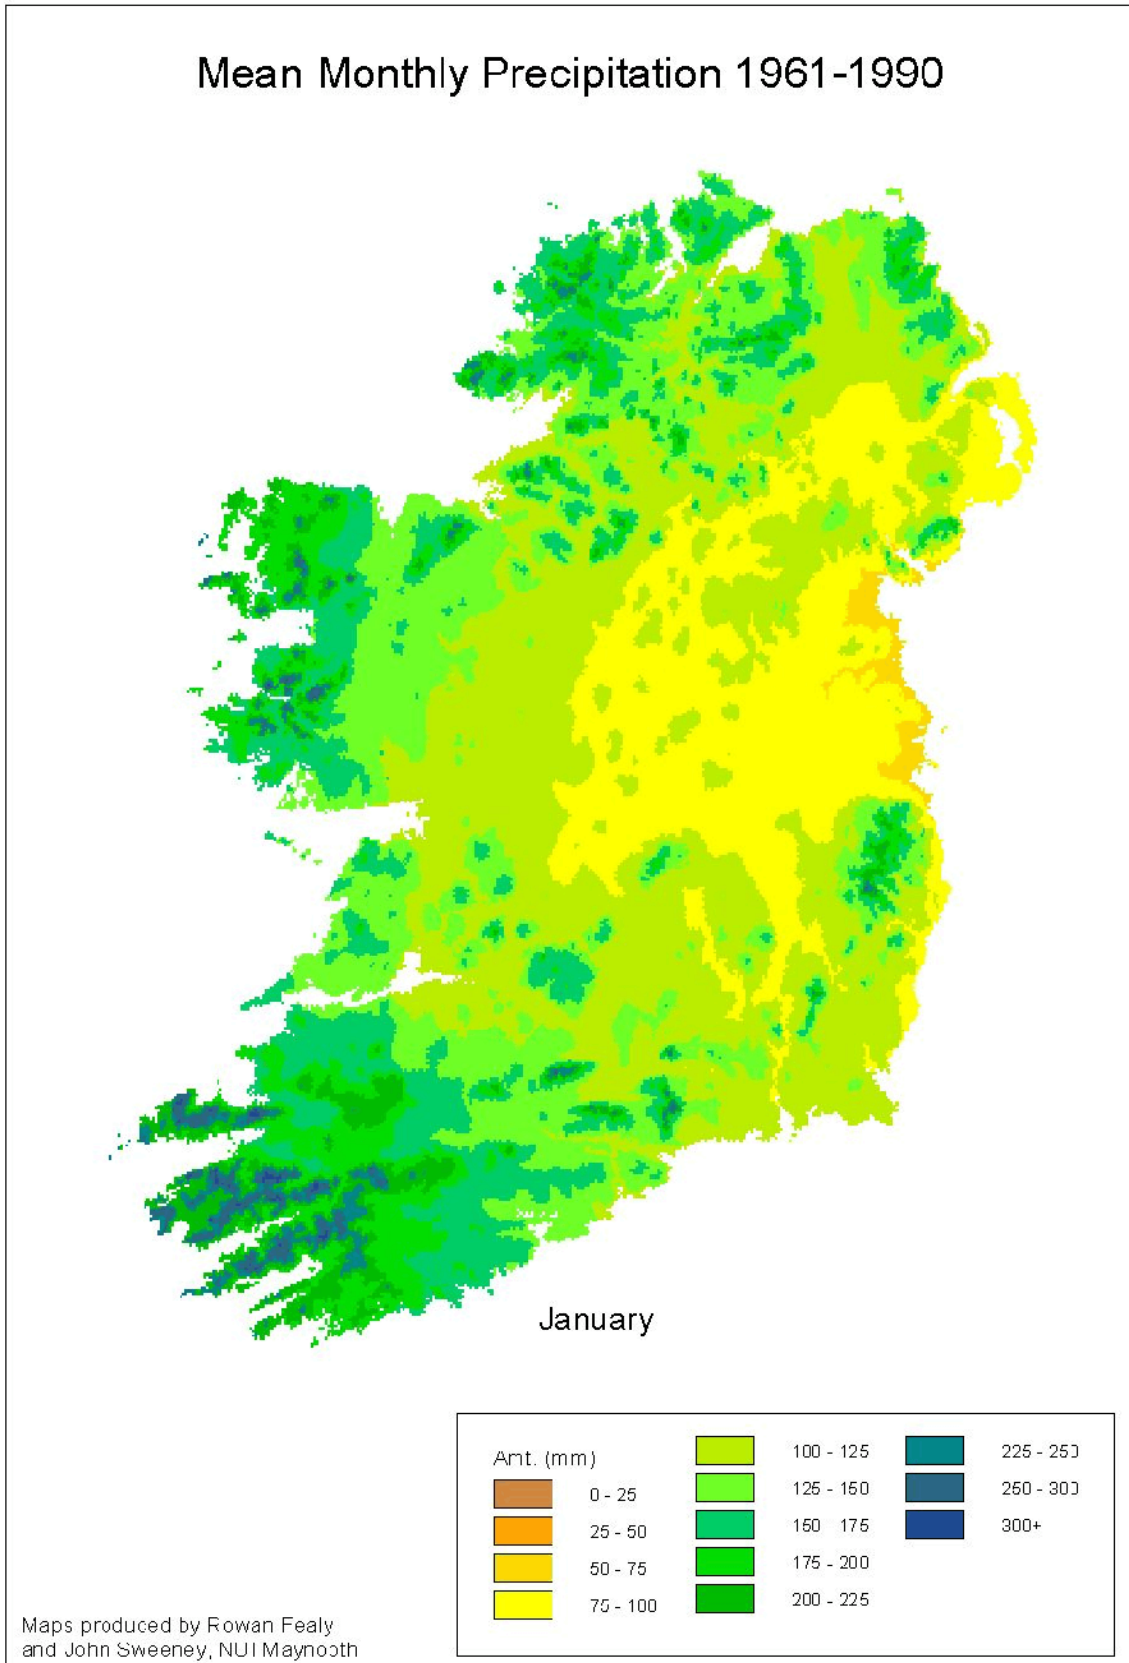 Mean Monthly Precipitation 1961-1990
January
Amt. (mm)
0 - 25
25 - 50
50 - 75
75 - 100
100 - 125
125 - 150
150 - 175
175 - 200
200 - 225
225 - 250
250 - 300
300+
Maps produced by Rowan Fealy
and John Sweeney, NUI Maynooth